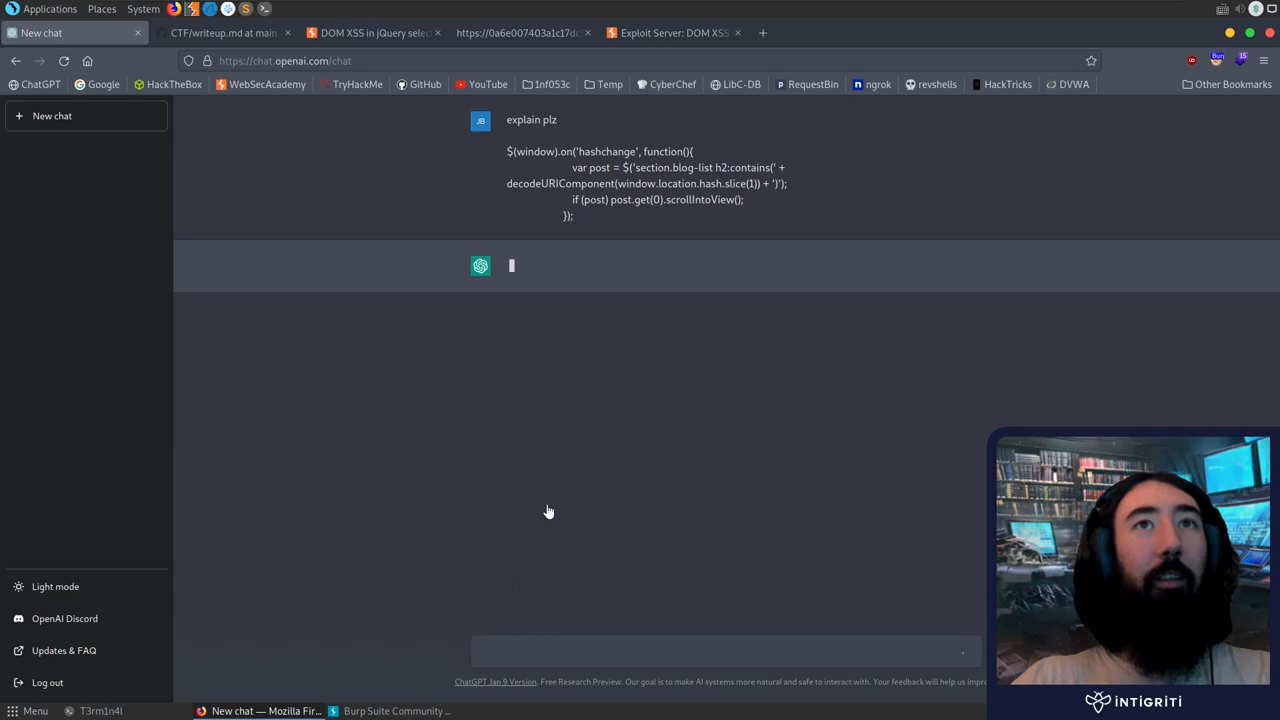 Applications Places System
New chat
CTF/writeup.md at main
DOM XSS in jQuery selec
https://0a6e007403a1c17dc
Exploit Server: DOM XSS
https://chat.openai.com/chat
Burp
15
ChatGPT Google HackTheBox WebSecAcademy TryHackMe GitHub YouTube 1nf053c Temp CyberChef LibC-DB RequestBin ngrok revshells HackTricks DVWA Other Bookmarks
+ New chat
JB
explain plz
$(window).on('hashchange', function(){
var post = $('section.blog-list h2:contains(' +
decodeURIComponent(window.location.hash.slice(1)) + ')');
if (post) post.get(0).scrollIntoView();
});
Light mode
OpenAI Discord
Updates & FAQ
Log out
ChatGPT Jan 9 Version. Free Research Preview. Our goal is to make AI systems more natural and safe to interact with. Your feedback will help us impro
INTIGRITI
Menu T3rm1n4l New chat — Mozilla Fir... Burp Suite Community ...